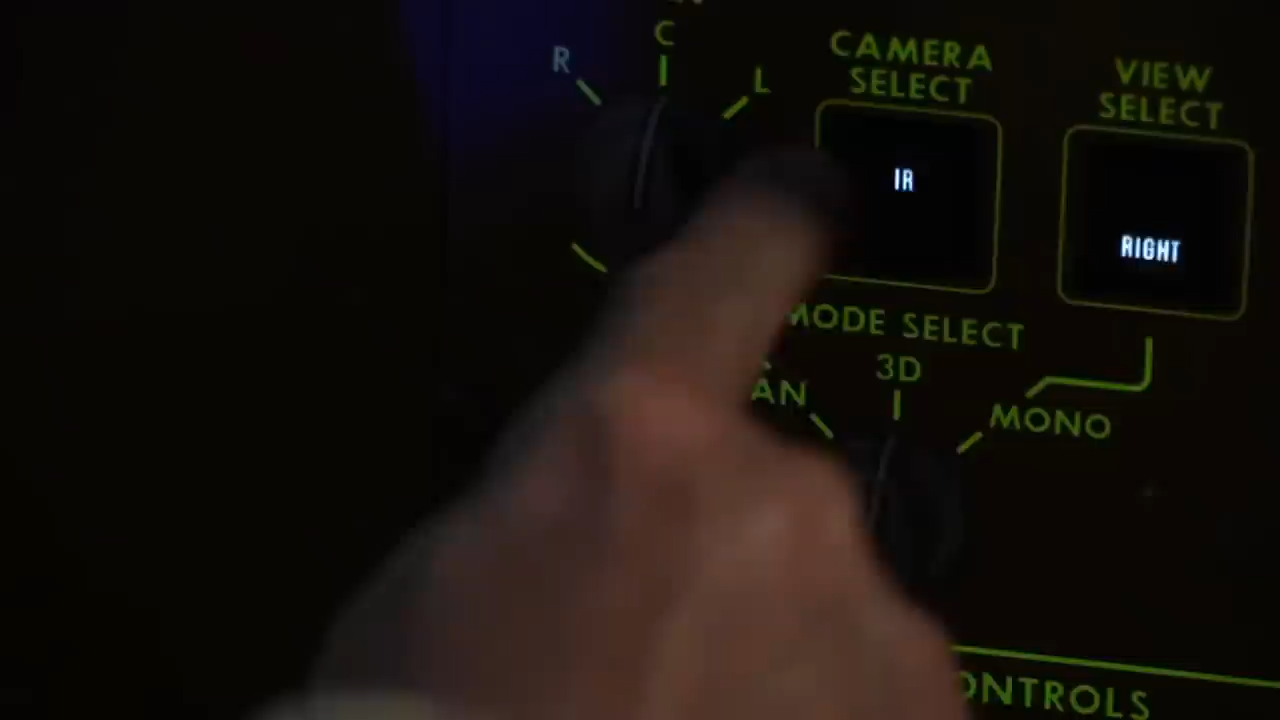 R
C
L
CAMERA
SELECT
IR
VIEW
SELECT
RIGHT
MODE SELECT
AN
3D
MONO
ONTROLS